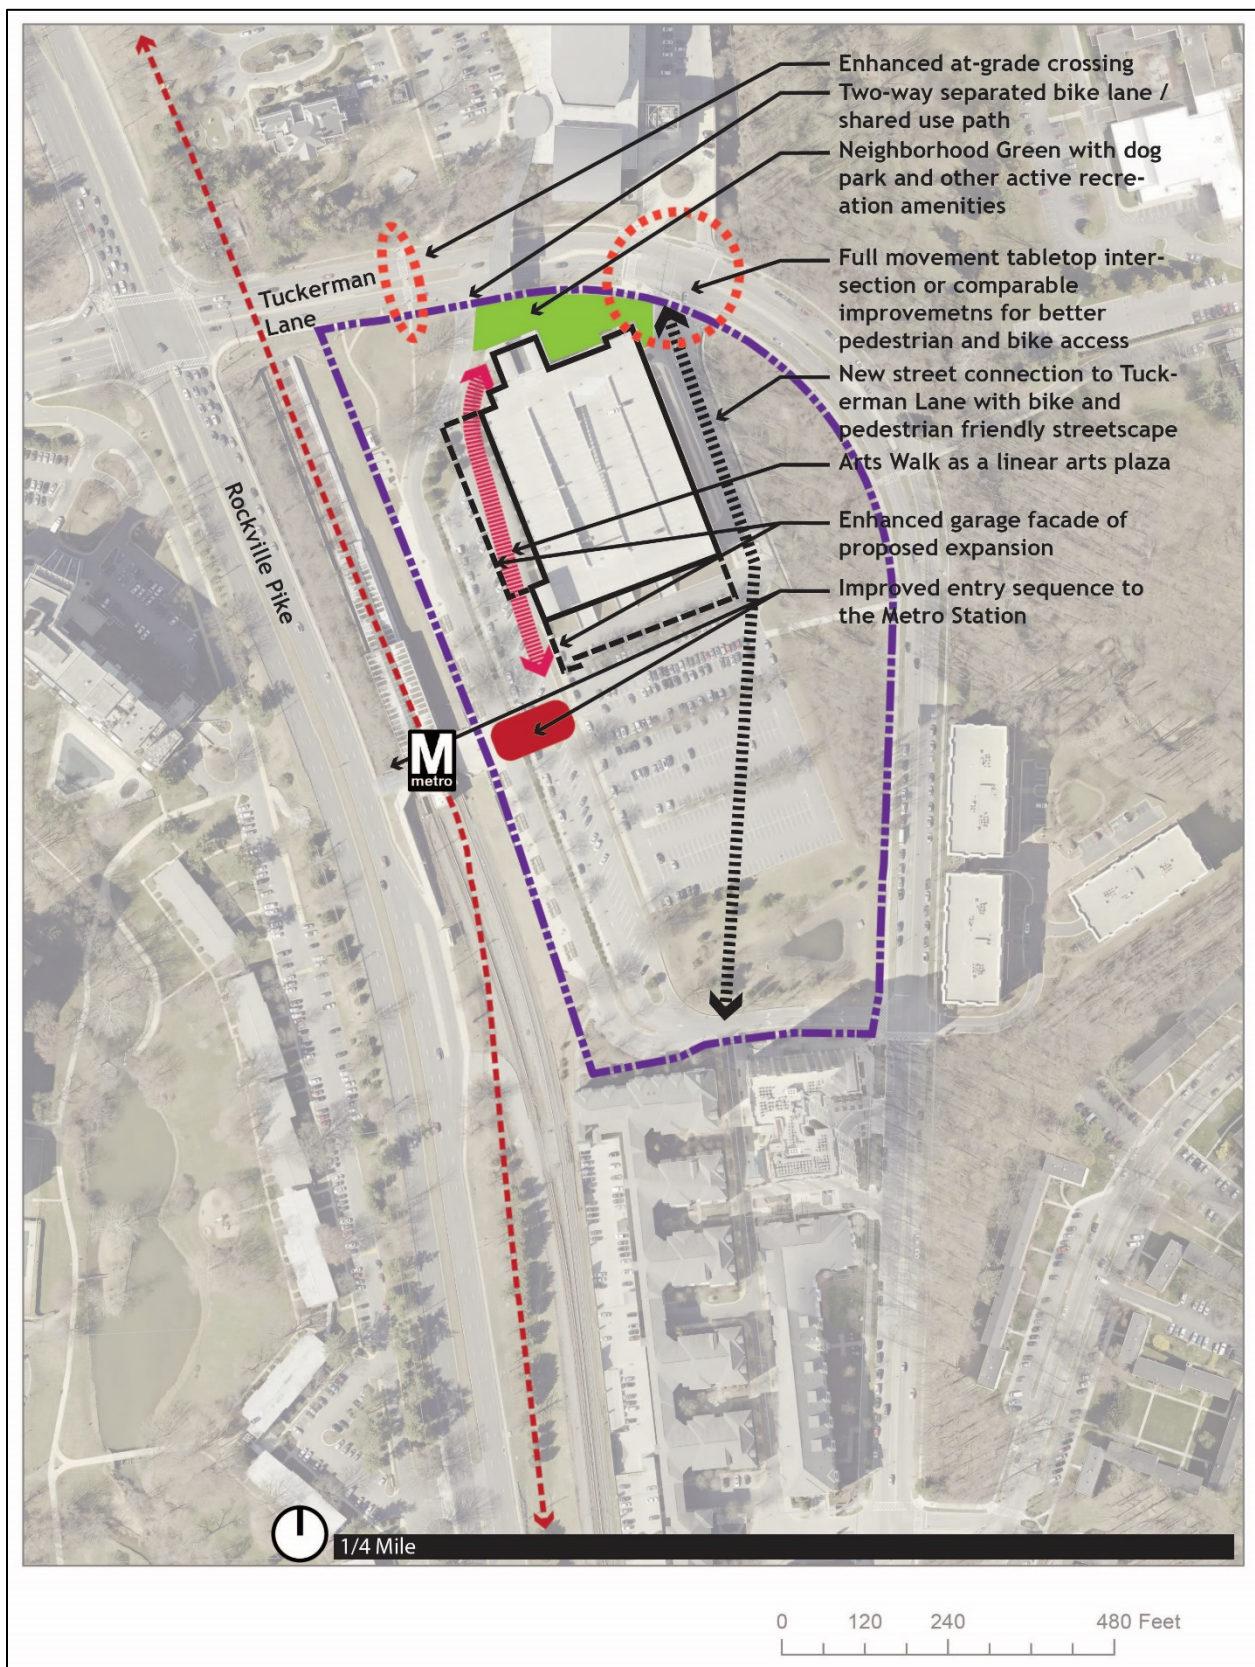 Enhanced at-grade crossing
Two-way separated bike lane /
shared use path
Neighborhood Green with dog
park and other active recre-
ation amenities
Full movement tabletop inter-
section or comparable
improvemetns for better
pedestrian and bike access
New street connection to Tuck-
erman Lane with bike and
pedestrian friendly streetscape
Arts Walk as a linear arts plaza
Enhanced garage facade of
proposed expansion
Improved entry sequence to
the Metro Station
Tuckerman
Lane
Rockville Pike
M
metro
1/4 Mile
0 120 240 480 Feet